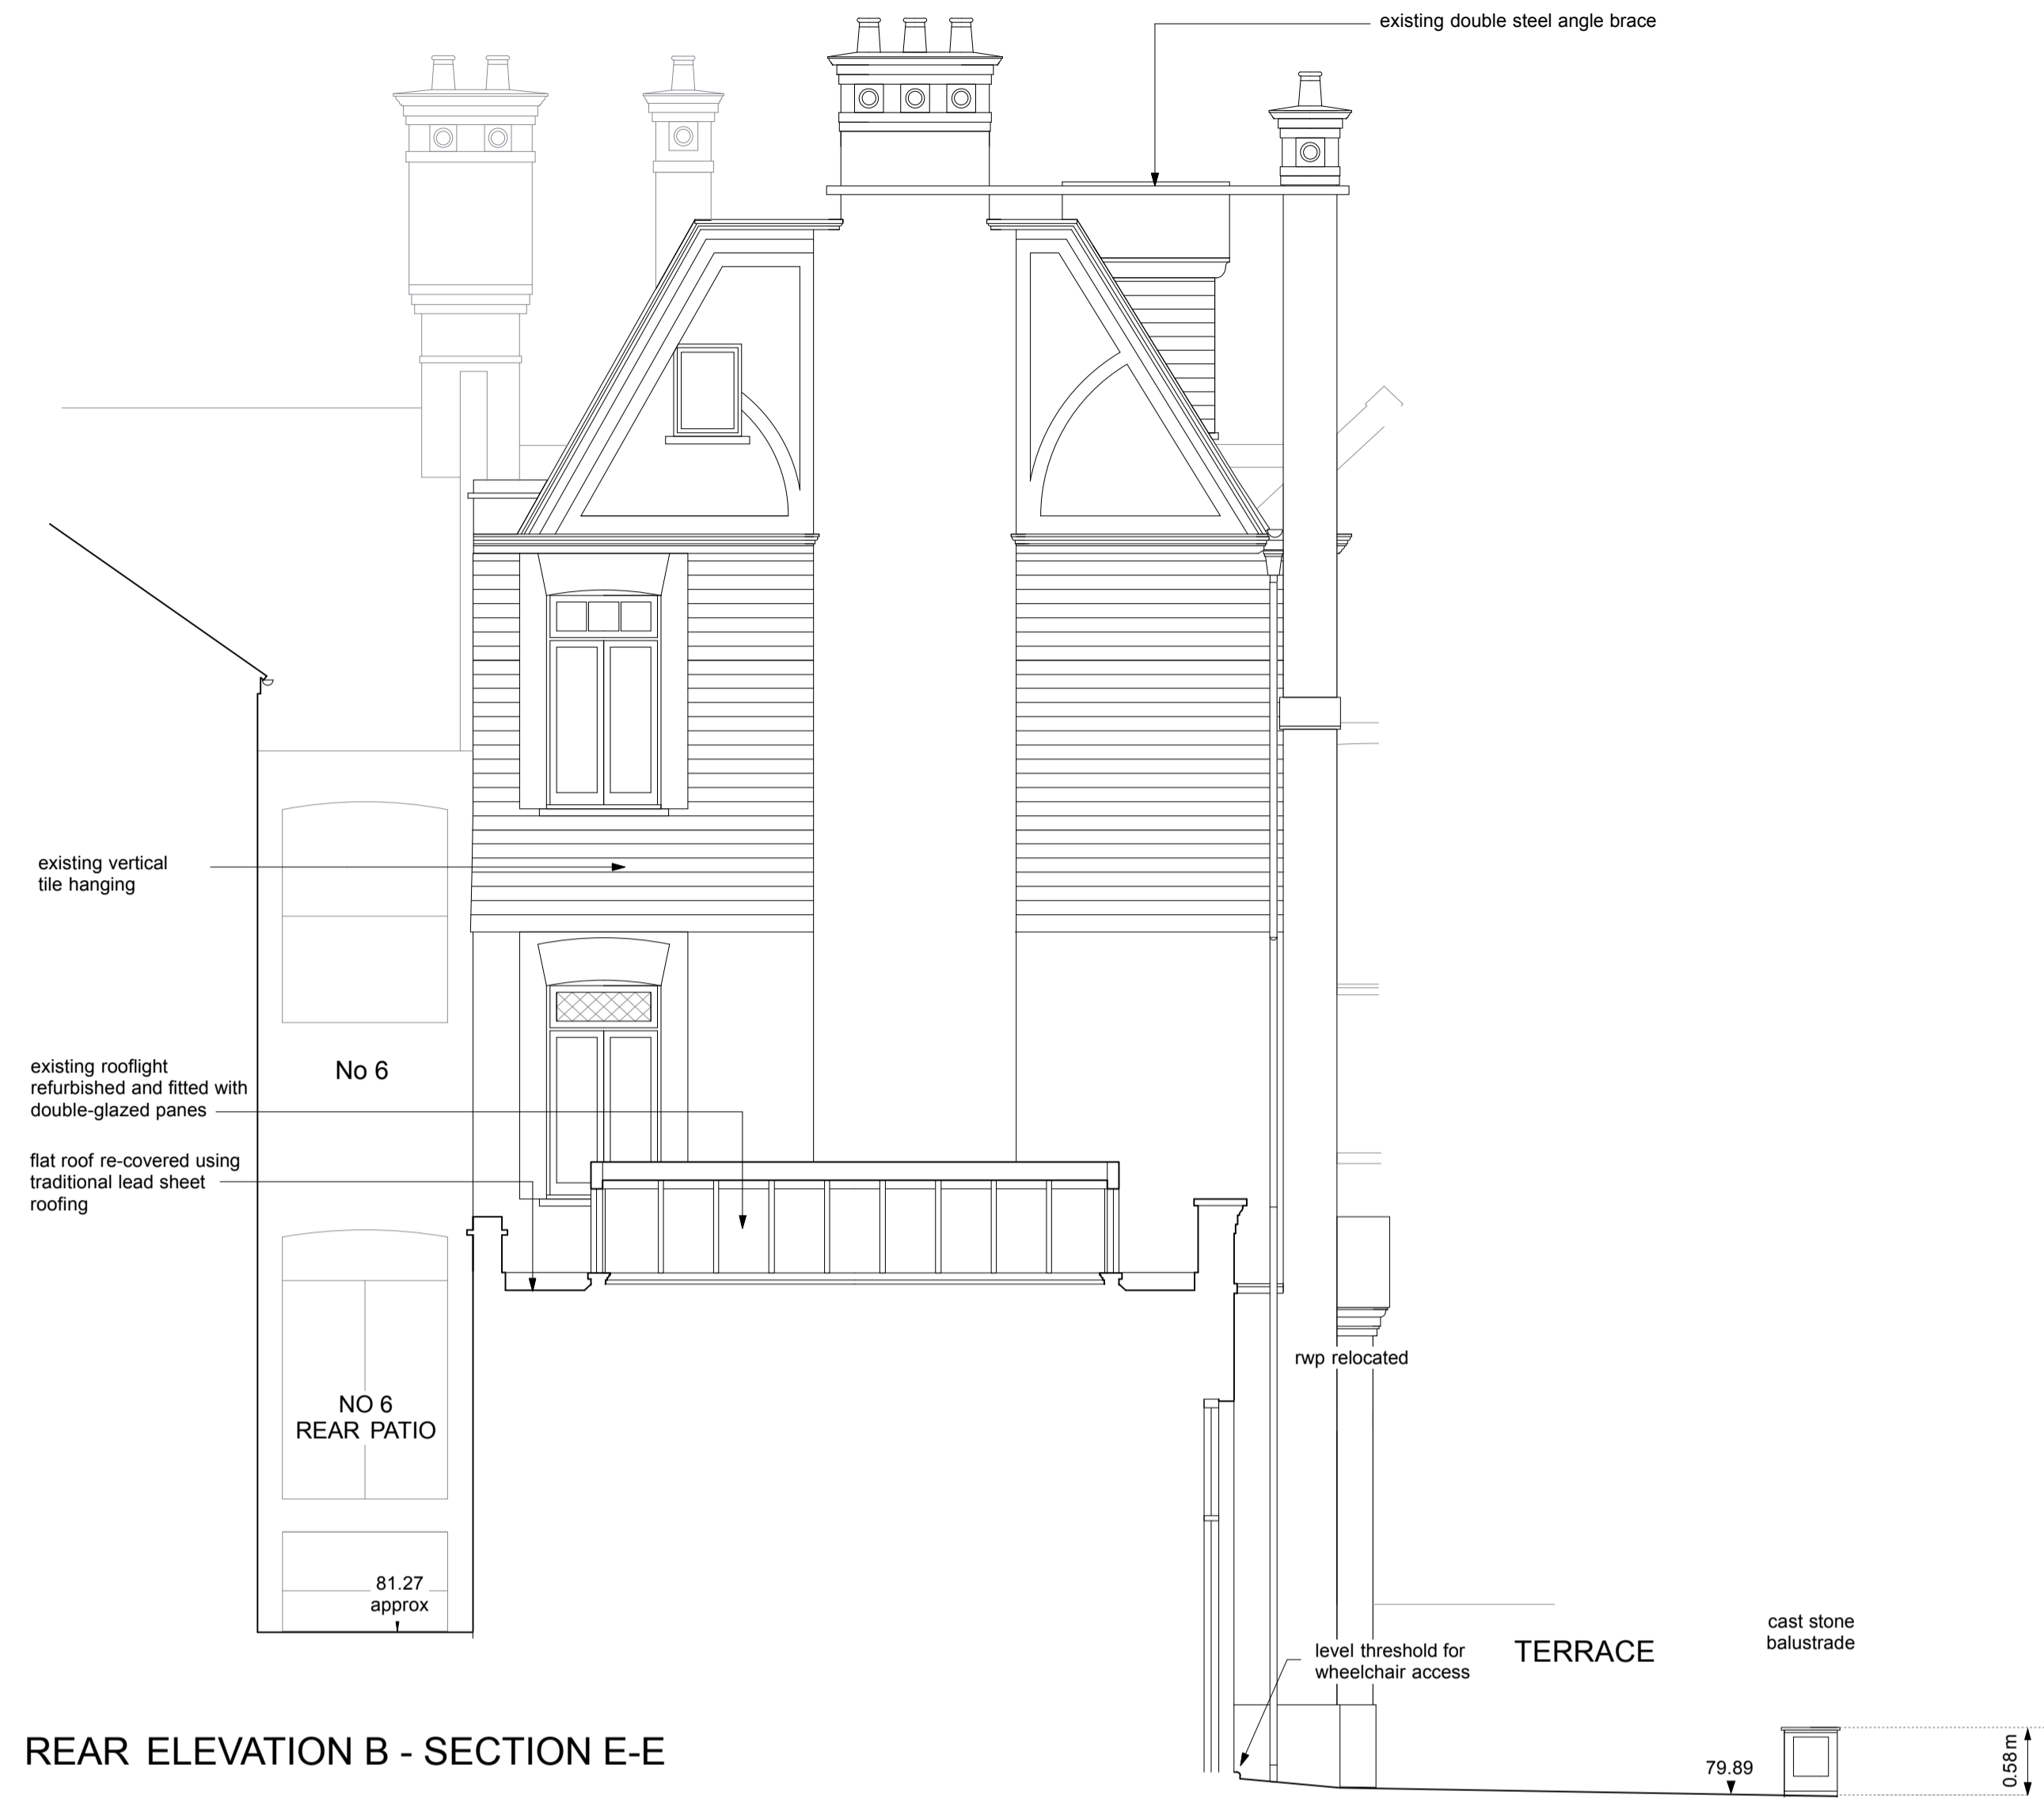 existing double steel angle brace
existing vertical
tile hanging
existing rooflight
refurbished and fitted with
double-glazed panes
No 6
flat roof re-covered using
traditional lead sheet
roofing
rwp relocated
NO 6
REAR PATIO
81.27
approx
level threshold for
wheelchair access
TERRACE
cast stone
balustrade
REAR ELEVATION B - SECTION E-E
79.89
0.58m